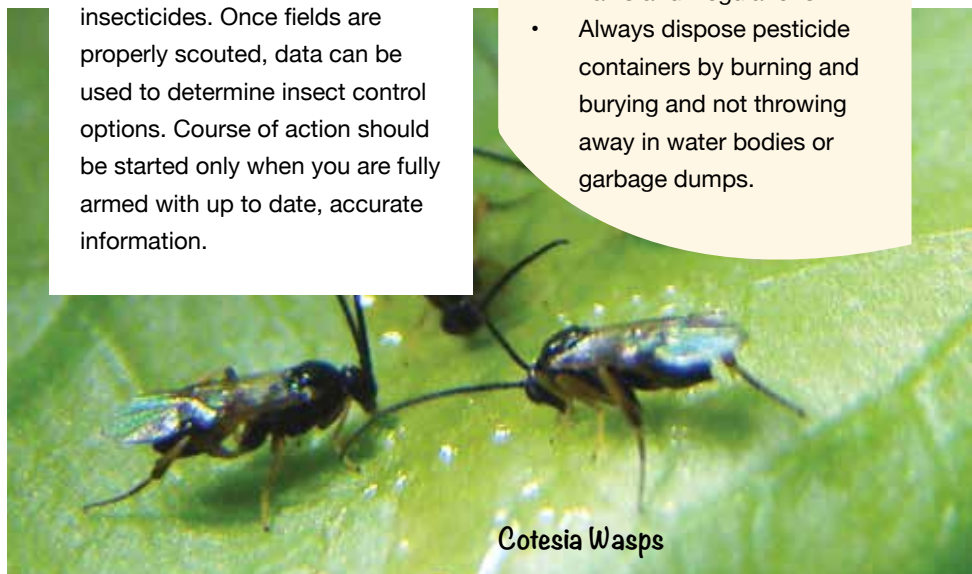 insecticides. Once fields are
properly scouted, data can be
used to determine insect control
options. Course of action should
be started only when you are fully
armed with up to date, accurate
information.
• Always dispose pesticide
containers by burning and
burying and not throwing
away in water bodies or
garbage dumps.
Cotesia Wasps